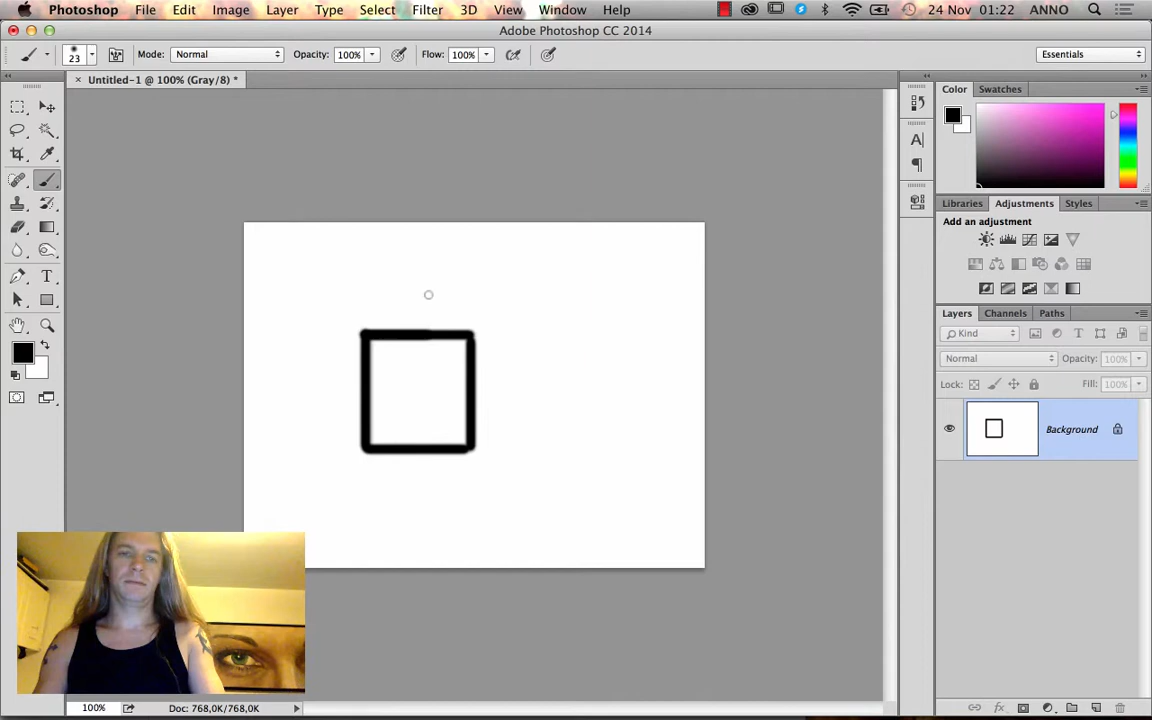 Photoshop File Edit Image Layer Type Select Filter 3D View Window Help 24 Nov 01:22 ANNO
Adobe Photoshop CC 2014
23 Mode: Normal Opacity: 100% Flow: 100% Essentials
× Untitled-1 @ 100% (Gray/8) *
Color Swatches
Libraries Adjustments Styles
Add an adjustment
Layers Channels Paths
Kind
Normal Opacity: 100%
Lock: Fill: 100%
Background
100% Doc: 768,0K/768,0K